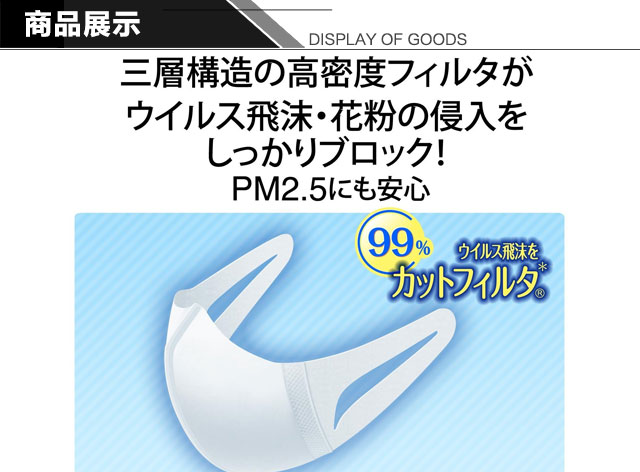 商品展示
DISPLAY OF GOODS
三層構造の高密度フィルタが
ウイルス飛沫・花粉の侵入を
しっかりブロック!
PM2.5にも安心
99%
ウイルス飛沫を
カットフィルタ*®